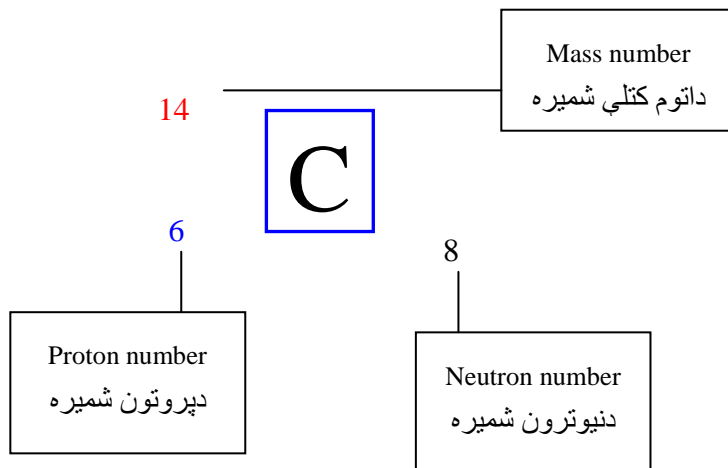 Mass number
داتوم کتلې شمیره
14
C
6
8
Proton number
دپروتون شمیره
Neutron number
دنیوترون شمیره